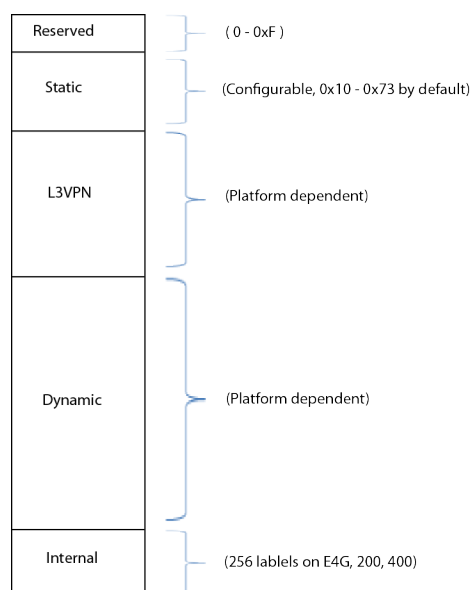 Reserved
( 0 - 0xF )
Static
(Configurable, 0x10 - 0x73 by default)
L3VPN
(Platform dependent)
Dynamic
(Platform dependent)
Internal
(256 lablels on E4G, 200, 400)